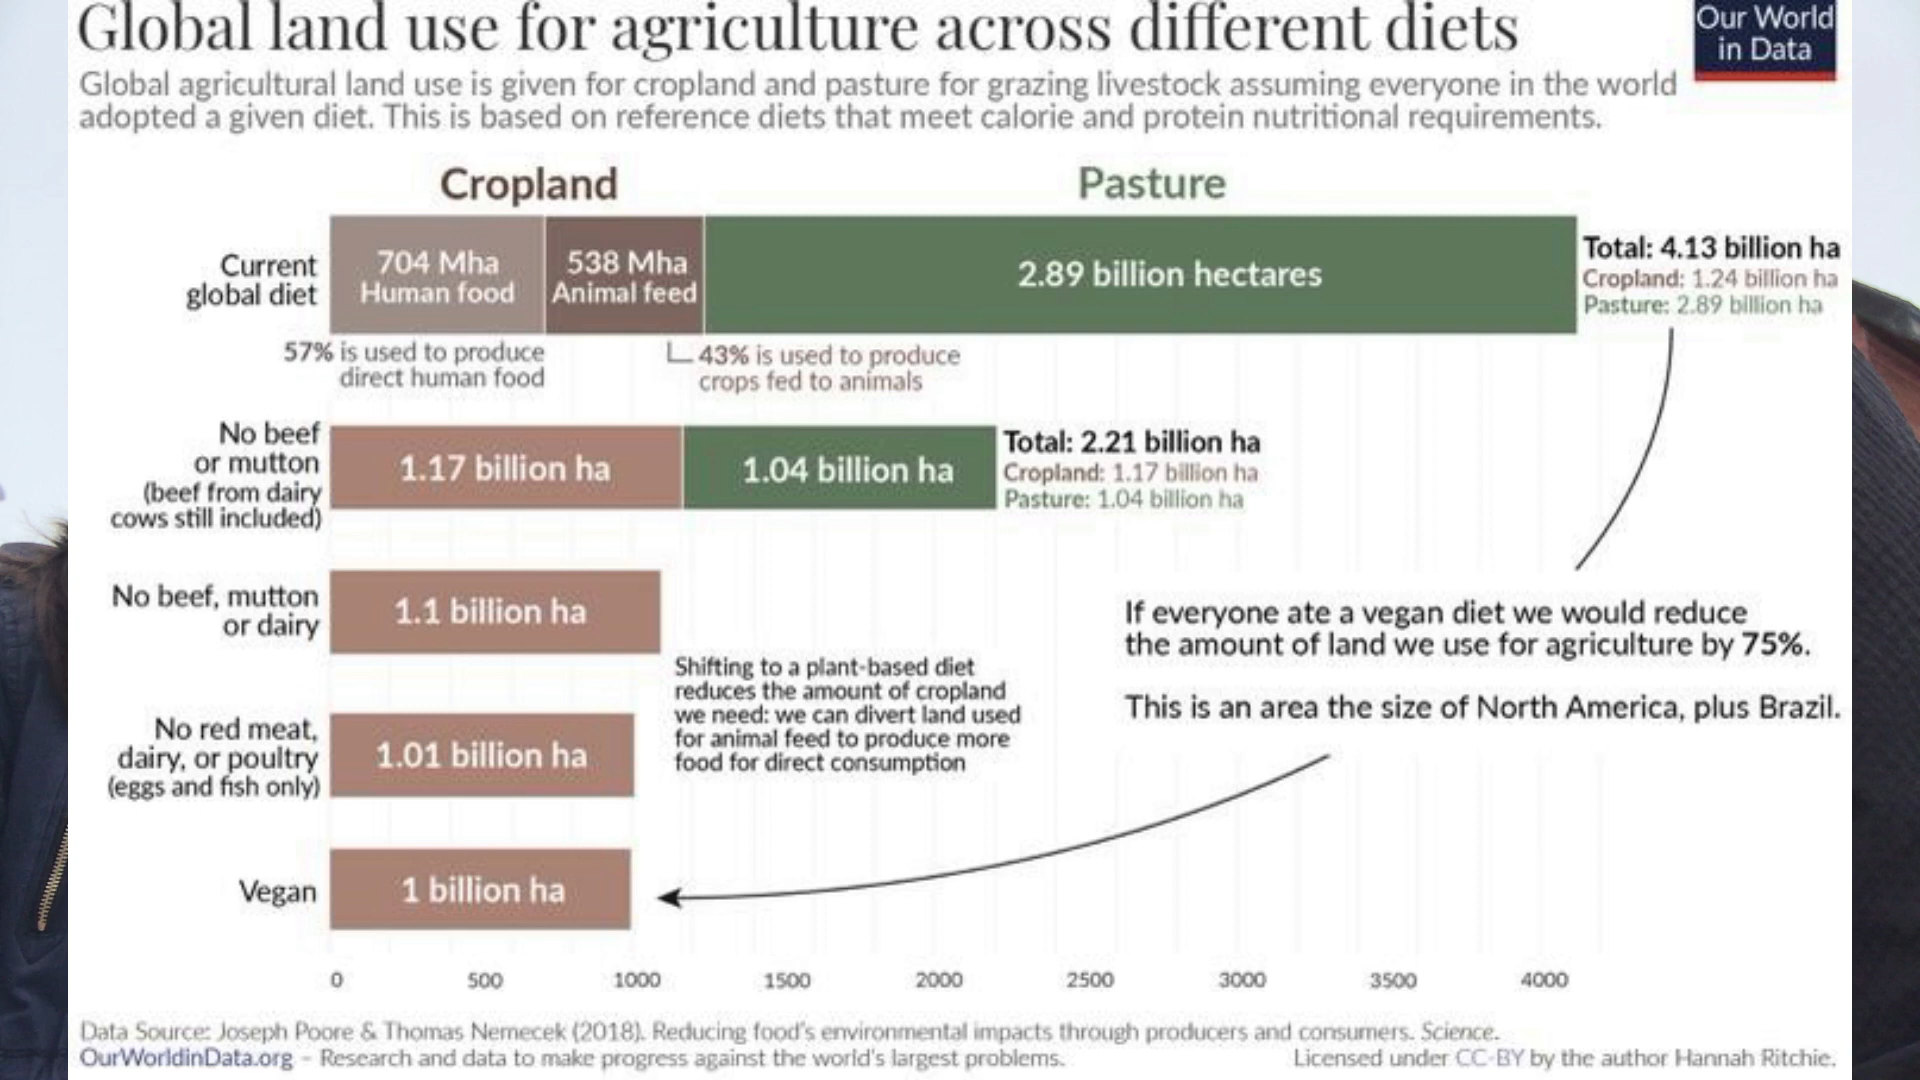 Global land use for agriculture across different diets
Our World
in Data
Global agricultural land use is given for cropland and pasture for grazing livestock assuming everyone in the world
adopted a given diet. This is based on reference diets that meet calorie and protein nutritional requirements.
Cropland
Pasture
Current
global diet
704 Mha
Human food
538 Mha
Animal feed
2.89 billion hectares
Total: 4.13 billion ha
Cropland: 1.24 billion ha
Pasture: 2.89 billion ha
57% is used to produce
direct human food
43% is used to produce
crops fed to animals
No beef
or mutton
(beef from dairy
cows still included)
1.17 billion ha
1.04 billion ha
Total: 2.21 billion ha
Cropland: 1.17 billion ha
Pasture: 1.04 billion ha
No beef, mutton
or dairy
1.1 billion ha
If everyone ate a vegan diet we would reduce
the amount of land we use for agriculture by 75%.
This is an area the size of North America, plus Brazil.
Shifting to a plant-based diet
reduces the amount of cropland
we need: we can divert land used
for animal feed to produce more
food for direct consumption
No red meat,
dairy, or poultry
(eggs and fish only)
1.01 billion ha
Vegan
1 billion ha
0 500 1000 1500 2000 2500 3000 3500 4000
Data Source: Joseph Poore & Thomas Nemecek (2018). Reducing food's environmental impacts through producers and consumers. Science.
OurWorldinData.org – Research and data to make progress against the world's largest problems.
Licensed under CC-BY by the author Hannah Ritchie.